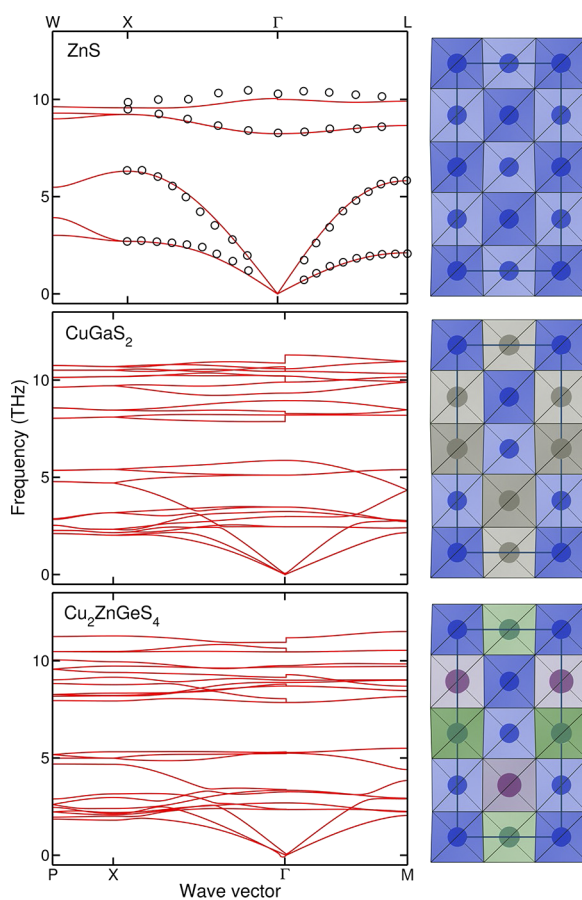 W X Γ L
ZnS
10
5
0
CuGaS₂
10
5
0
Frequency (THz)
Cu₂ZnGeS₄
10
5
0
P X Γ M
Wave vector